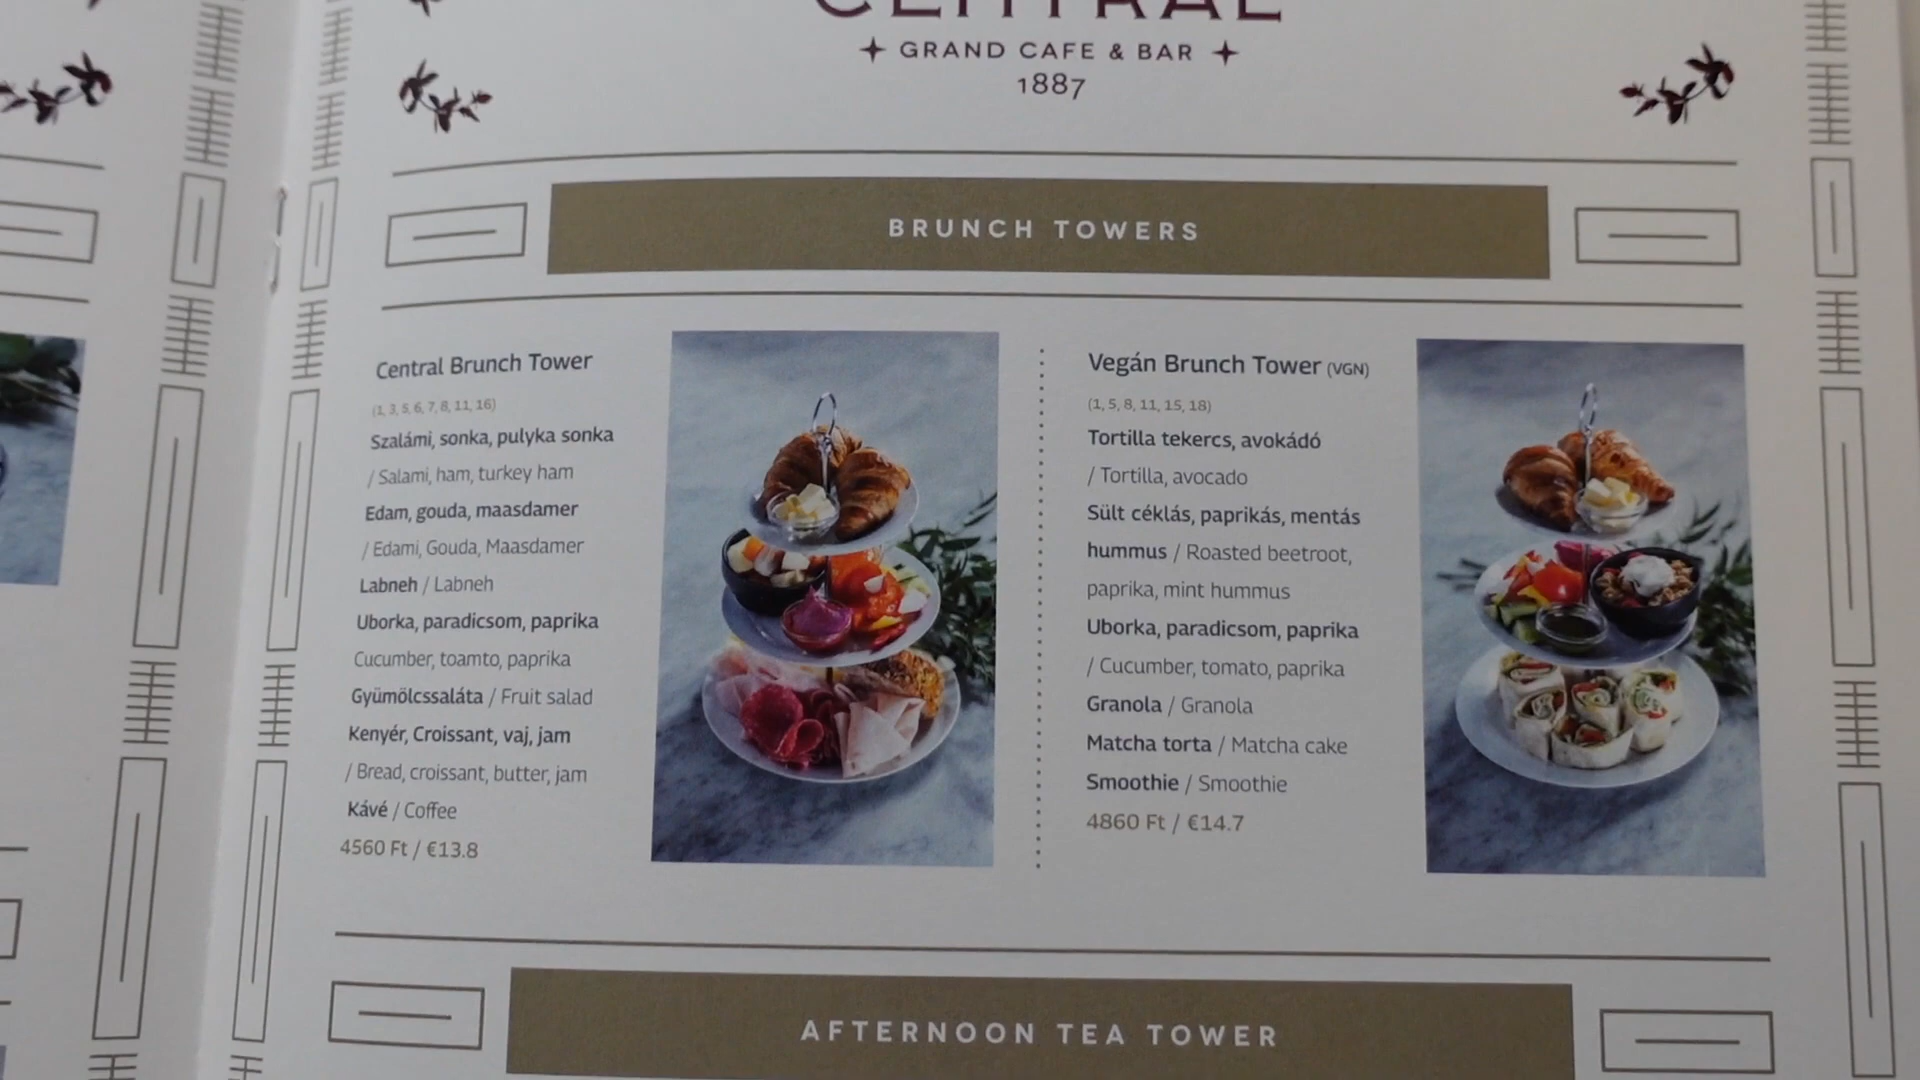 CENTRAL
GRAND CAFE & BAR
1887
BRUNCH TOWERS
Central Brunch Tower
(1, 3, 5, 6, 7, 8, 11, 16)
Szalámi, sonka, pulyka sonka
/ Salami, ham, turkey ham
Edam, gouda, maasdamer
/ Edami, Gouda, Maasdamer
Labneh / Labneh
Uborka, paradicsom, paprika
Cucumber, toamto, paprika
Gyümölcssaláta / Fruit salad
Kenyér, Croissant, vaj, jam
/ Bread, croissant, butter, jam
Kávé / Coffee
4560 Ft / €13.8
Vegán Brunch Tower (VGN)
(1, 5, 8, 11, 15, 18)
Tortilla tekercs, avokádó
/ Tortilla, avocado
Sült céklás, paprikás, mentás
hummus / Roasted beetroot,
paprika, mint hummus
Uborka, paradicsom, paprika
/ Cucumber, tomato, paprika
Granola / Granola
Matcha torta / Matcha cake
Smoothie / Smoothie
4860 Ft / €14.7
AFTERNOON TEA TOWER